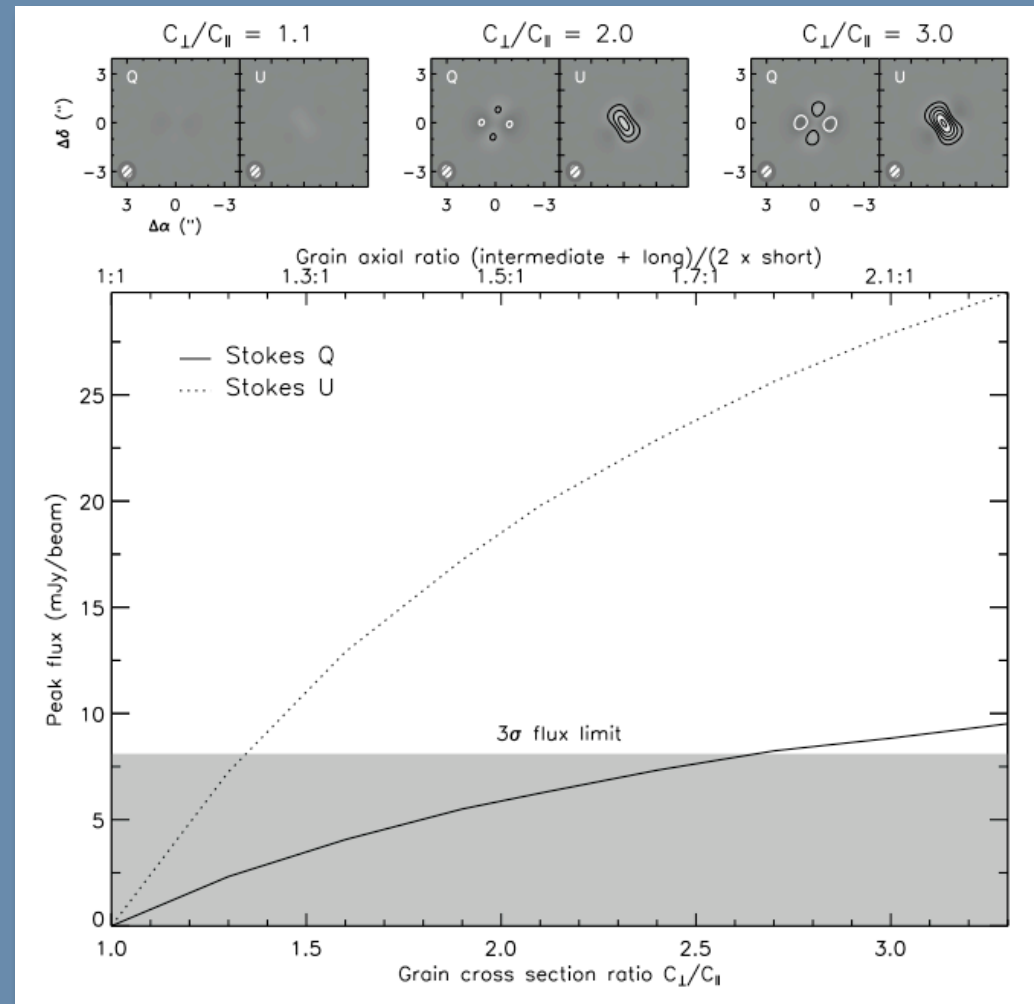 C⊥/C∥ = 1.1 C⊥/C∥ = 2.0 C⊥/C∥ = 3.0
3 Q U Q U Q U
Δδ (") 0
−3
3 0 −3 3 0 −3 3 0 −3
Δα (")
Grain axial ratio (intermediate + long)/(2 x short)
1:1 1.3:1 1.5:1 1.7:1 2.1:1
Stokes Q
Stokes U
25
20
15
10
5
0
Peak flux (mJy/beam)
3σ flux limit
1.0 1.5 2.0 2.5 3.0
Grain cross section ratio C⊥/C∥